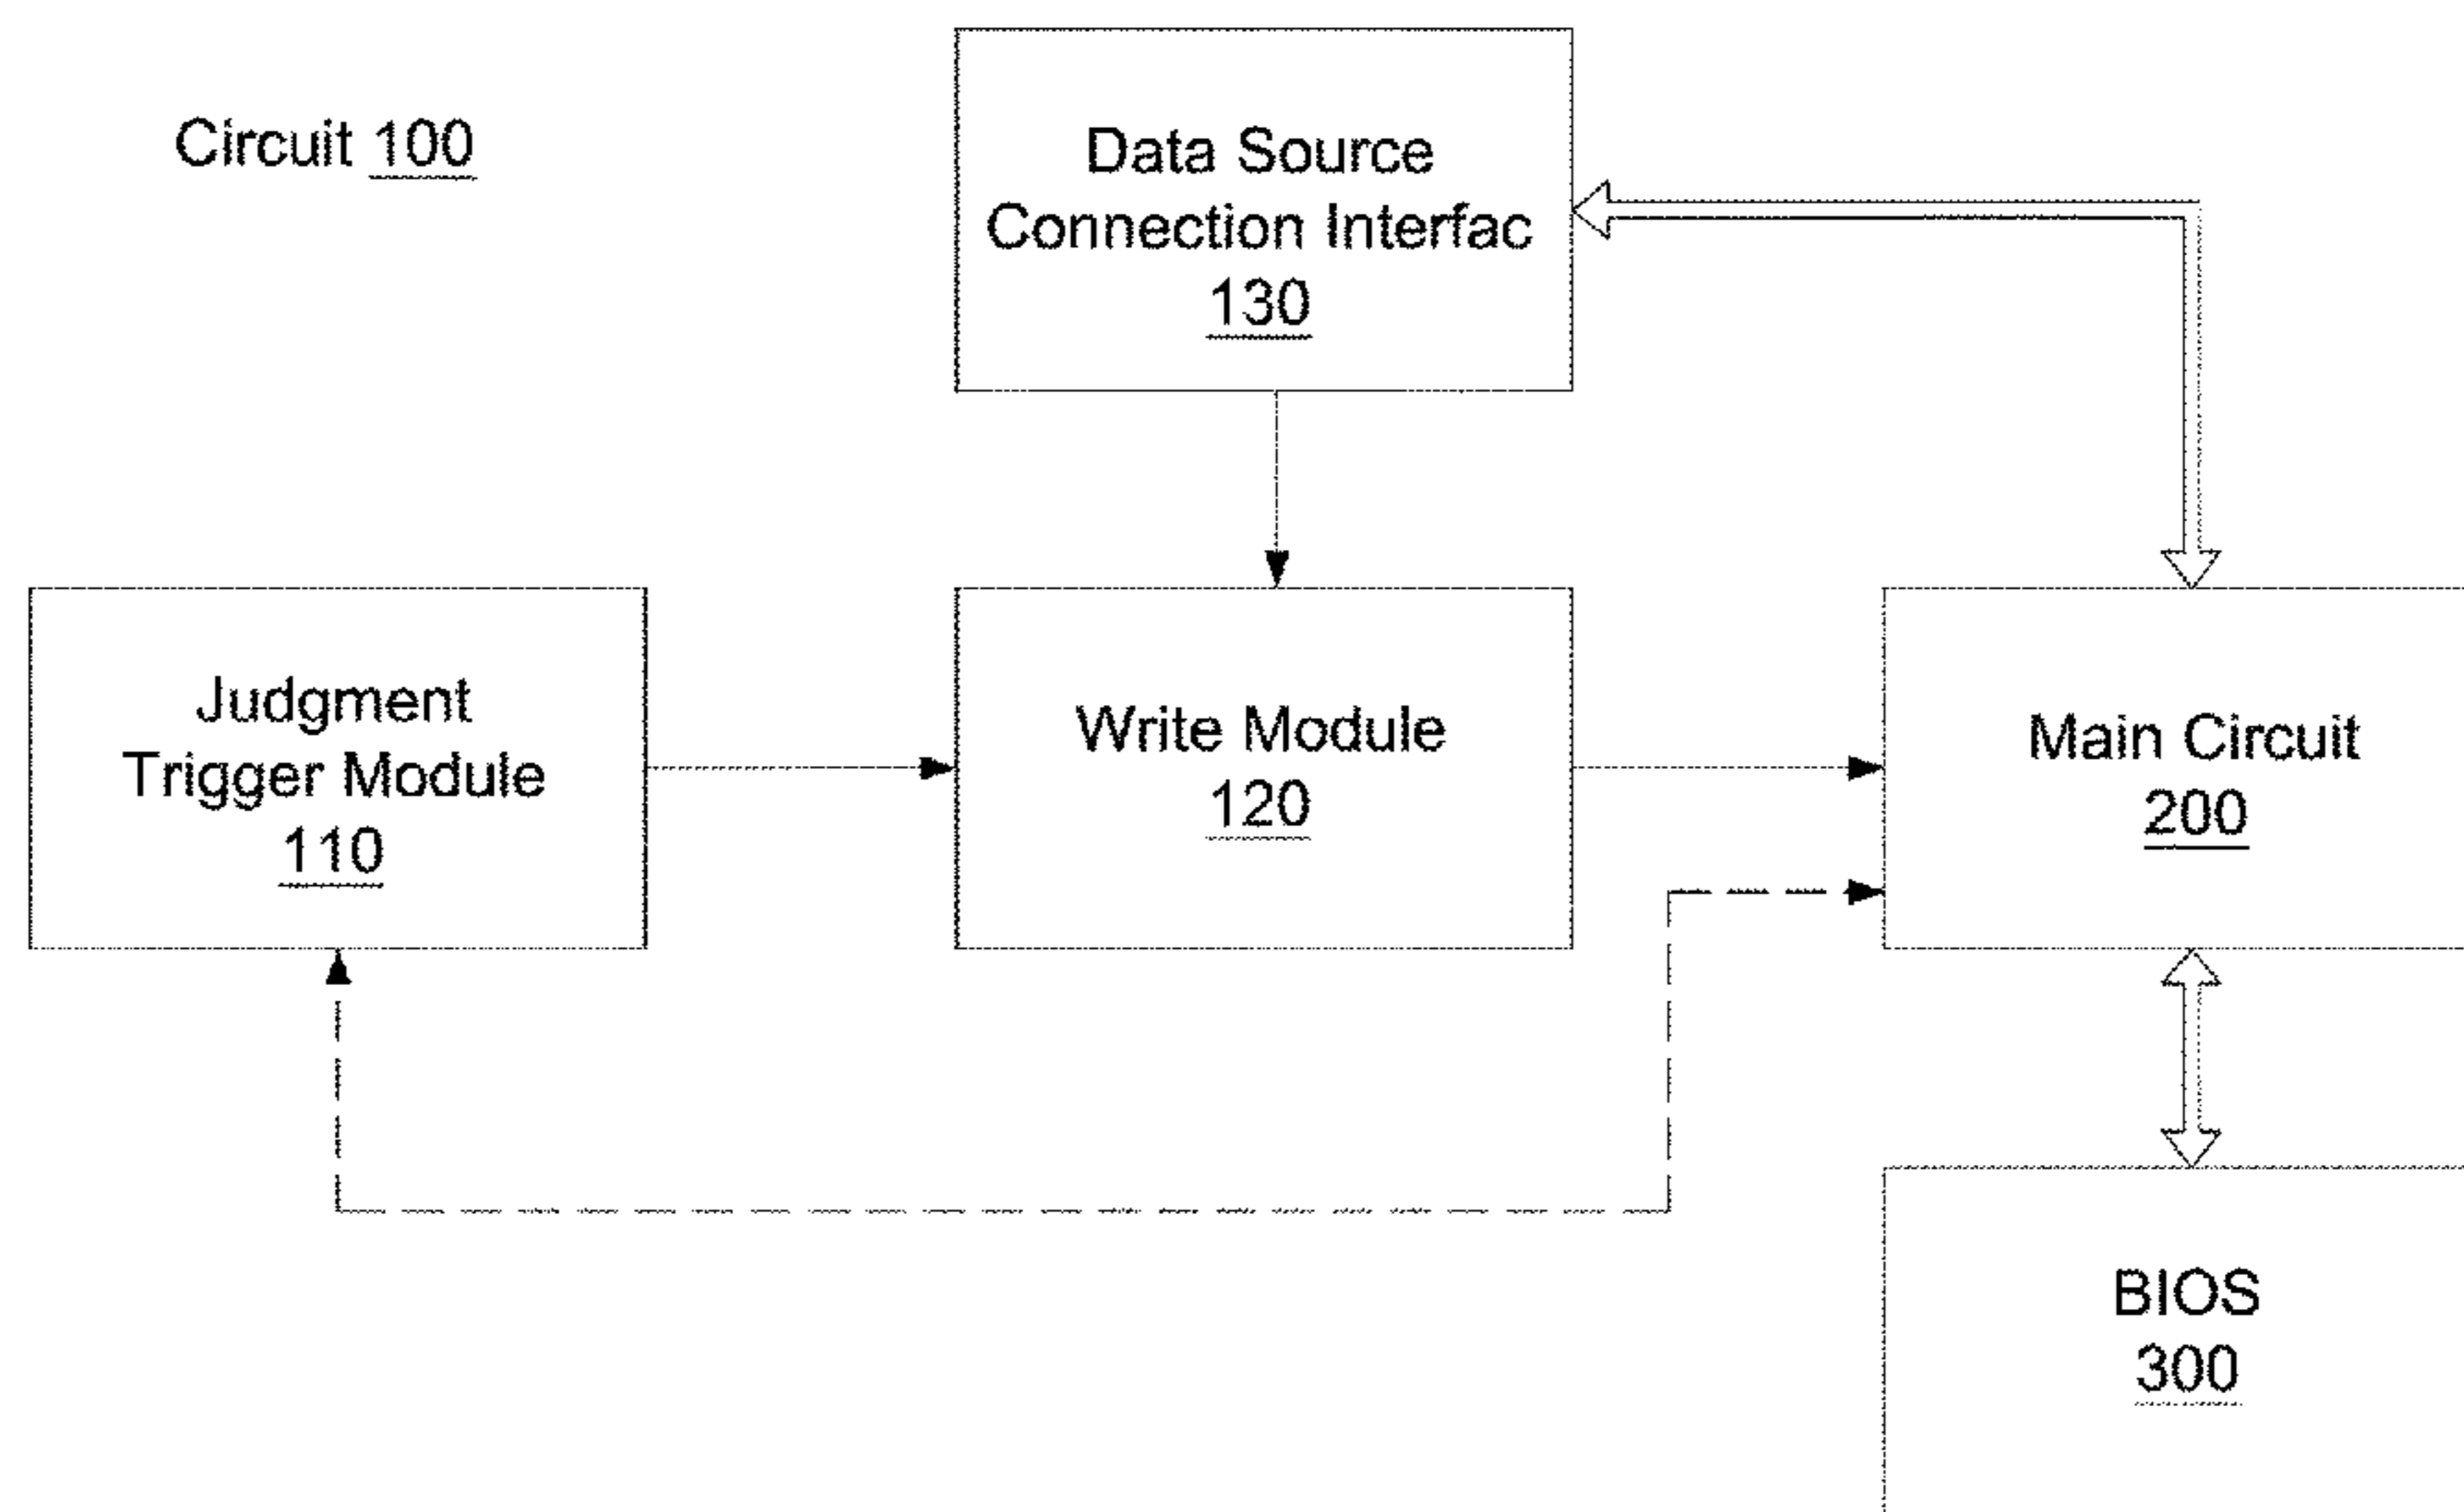 Circuit 100
Data Source
Connection Interfac
130
Judgment
Trigger Module
110
Write Module
120
Main Circuit
200
BIOS
300